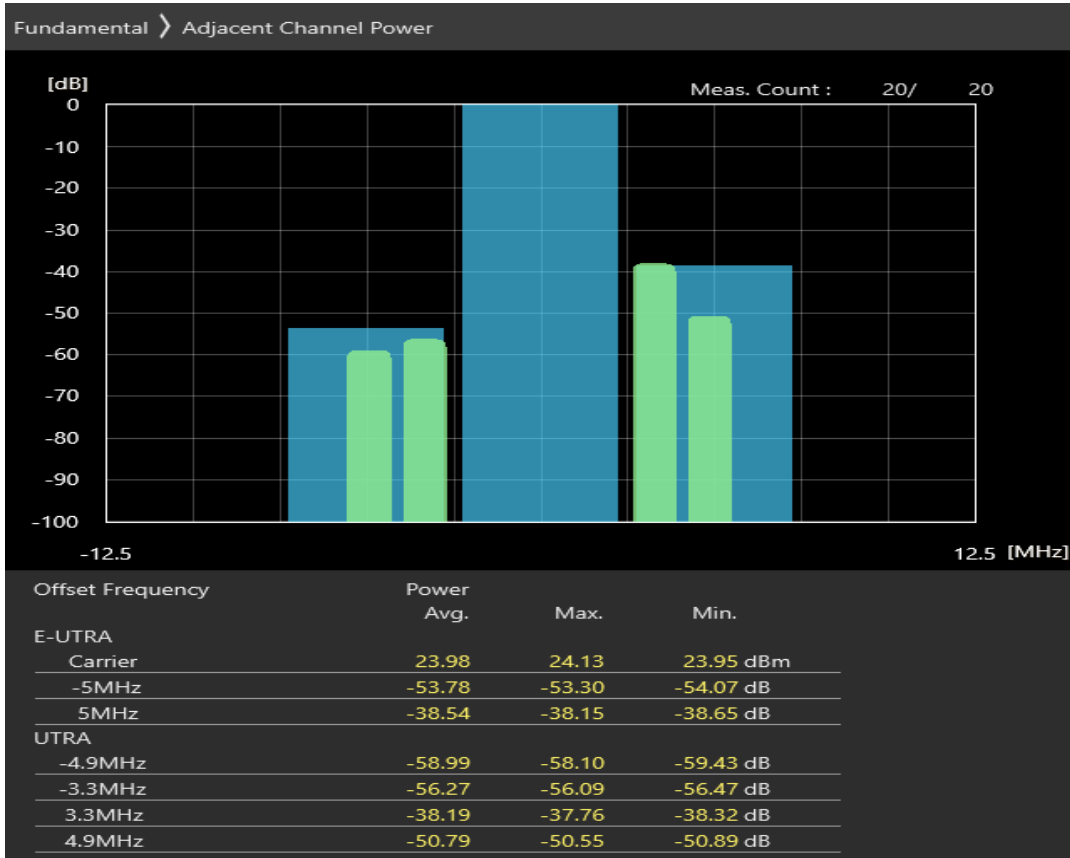 Fundamental 〉 Adjacent Channel Power
[dB]
Meas. Count : 20/ 20
0
-10
-20
-30
-40
-50
-60
-70
-80
-90
-100
-12.5 12.5 [MHz]
Offset Frequency Power
Avg. Max. Min.
E-UTRA
Carrier 23.98 24.13 23.95 dBm
-5MHz -53.78 -53.30 -54.07 dB
5MHz -38.54 -38.15 -38.65 dB
UTRA
-4.9MHz -58.99 -58.10 -59.43 dB
-3.3MHz -56.27 -56.09 -56.47 dB
3.3MHz -38.19 -37.76 -38.32 dB
4.9MHz -50.79 -50.55 -50.89 dB